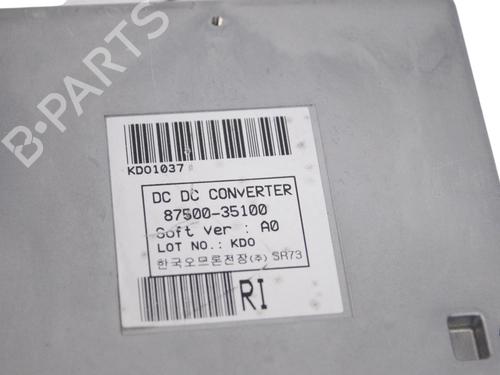 B-PARTS
KD01037#
DC DC CONVERTER
87500-35100
Soft ver : A0
LOT NO.: KDO
한국오므론전장(주) SR73
RI